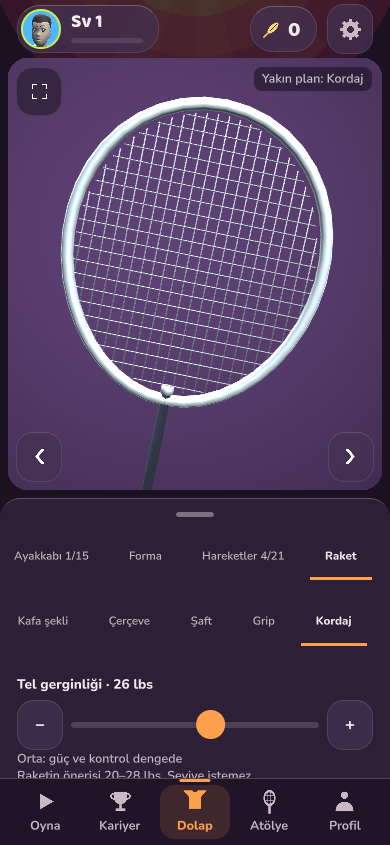 Sv 1
0
Yakın plan: Kordaj
Ayakkabı 1/15
Forma
Hareketler 4/21
Raket
Kafa şekli
Çerçeve
Şaft
Grip
Kordaj
Tel gerginliği · 26 lbs
−
+
Orta: güç ve kontrol dengede
Raketin önerisi 20–28 lbs. Seviye istemez
Oyna
Kariyer
Dolap
Atölye
Profil